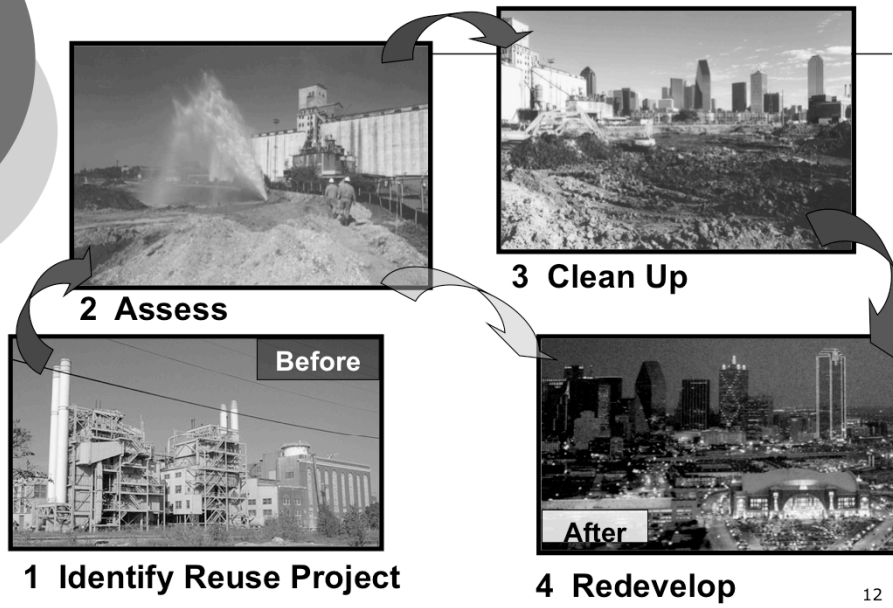 2 Assess
3 Clean Up
Before
1 Identify Reuse Project
After
4 Redevelop
12